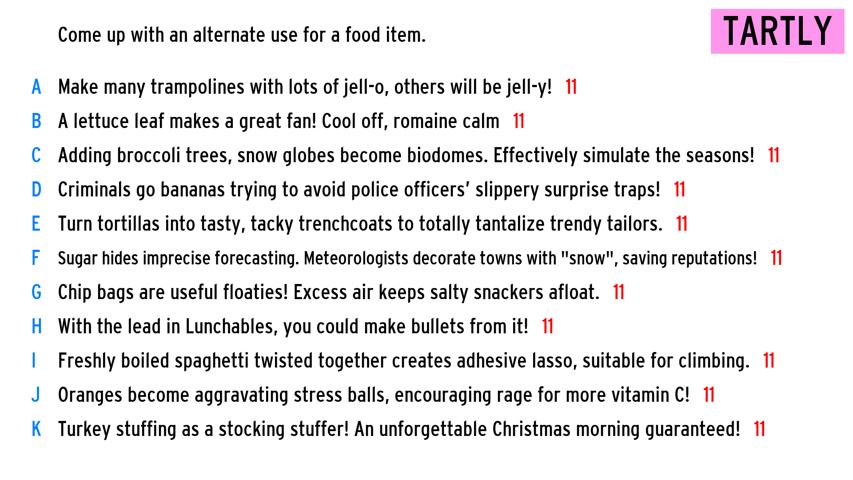 Come up with an alternate use for a food item.
TARTLY
A Make many trampolines with lots of jell-o, others will be jell-y! 11
B A lettuce leaf makes a great fan! Cool off, romaine calm 11
C Adding broccoli trees, snow globes become biodomes. Effectively simulate the seasons! 11
D Criminals go bananas trying to avoid police officers' slippery surprise traps! 11
E Turn tortillas into tasty, tacky trenchcoats to totally tantalize trendy tailors. 11
F Sugar hides imprecise forecasting. Meteorologists decorate towns with "snow", saving reputations! 11
G Chip bags are useful floaties! Excess air keeps salty snackers afloat. 11
H With the lead in Lunchables, you could make bullets from it! 11
I Freshly boiled spaghetti twisted together creates adhesive lasso, suitable for climbing. 11
J Oranges become aggravating stress balls, encouraging rage for more vitamin C! 11
K Turkey stuffing as a stocking stuffer! An unforgettable Christmas morning guaranteed! 11